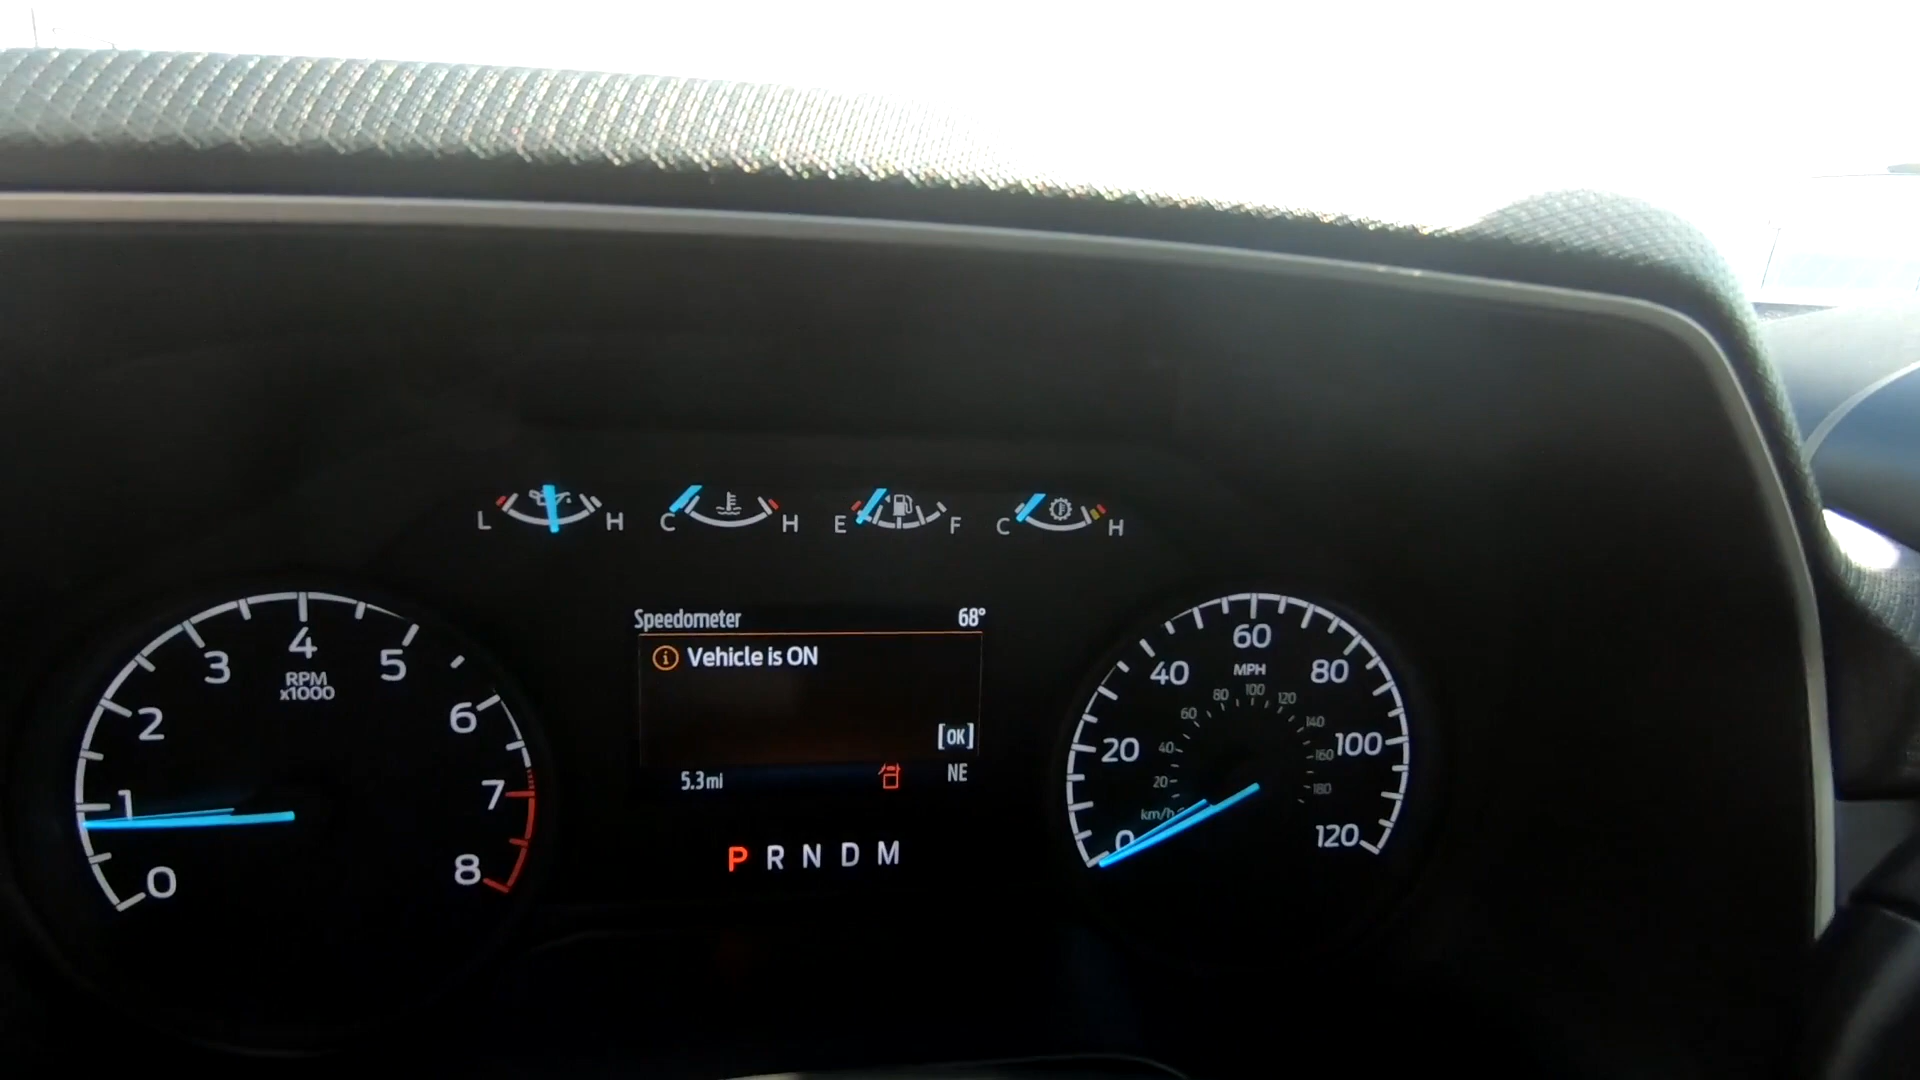 L H C H E F C H
Speedometer 68°
Vehicle is ON
[OK]
5.3mi NE
P R N D M
0 1 2 3 4 5 6 7 8
RPM
x1000
0 20 40 60 80 100 120
MPH
20 40 60 80 100 120 140 160 180
km/h